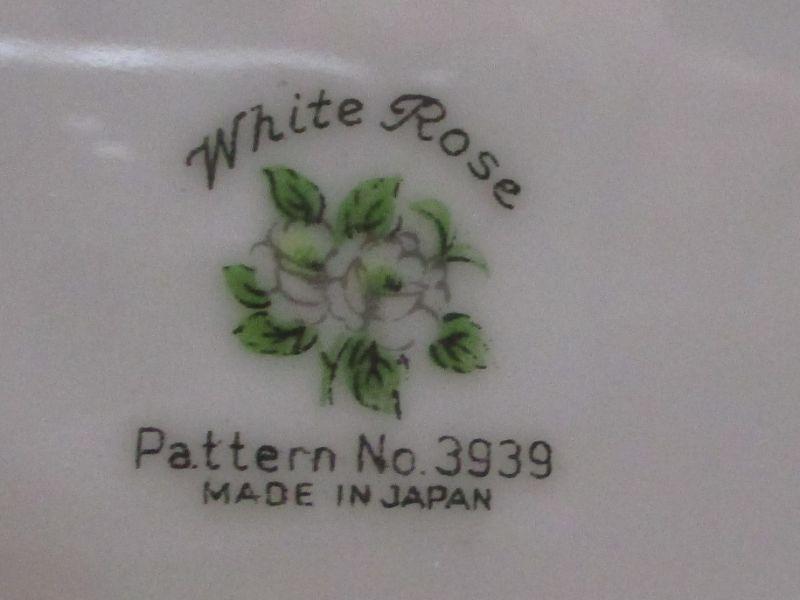 White Rose
Pattern No. 3939
MADE IN JAPAN